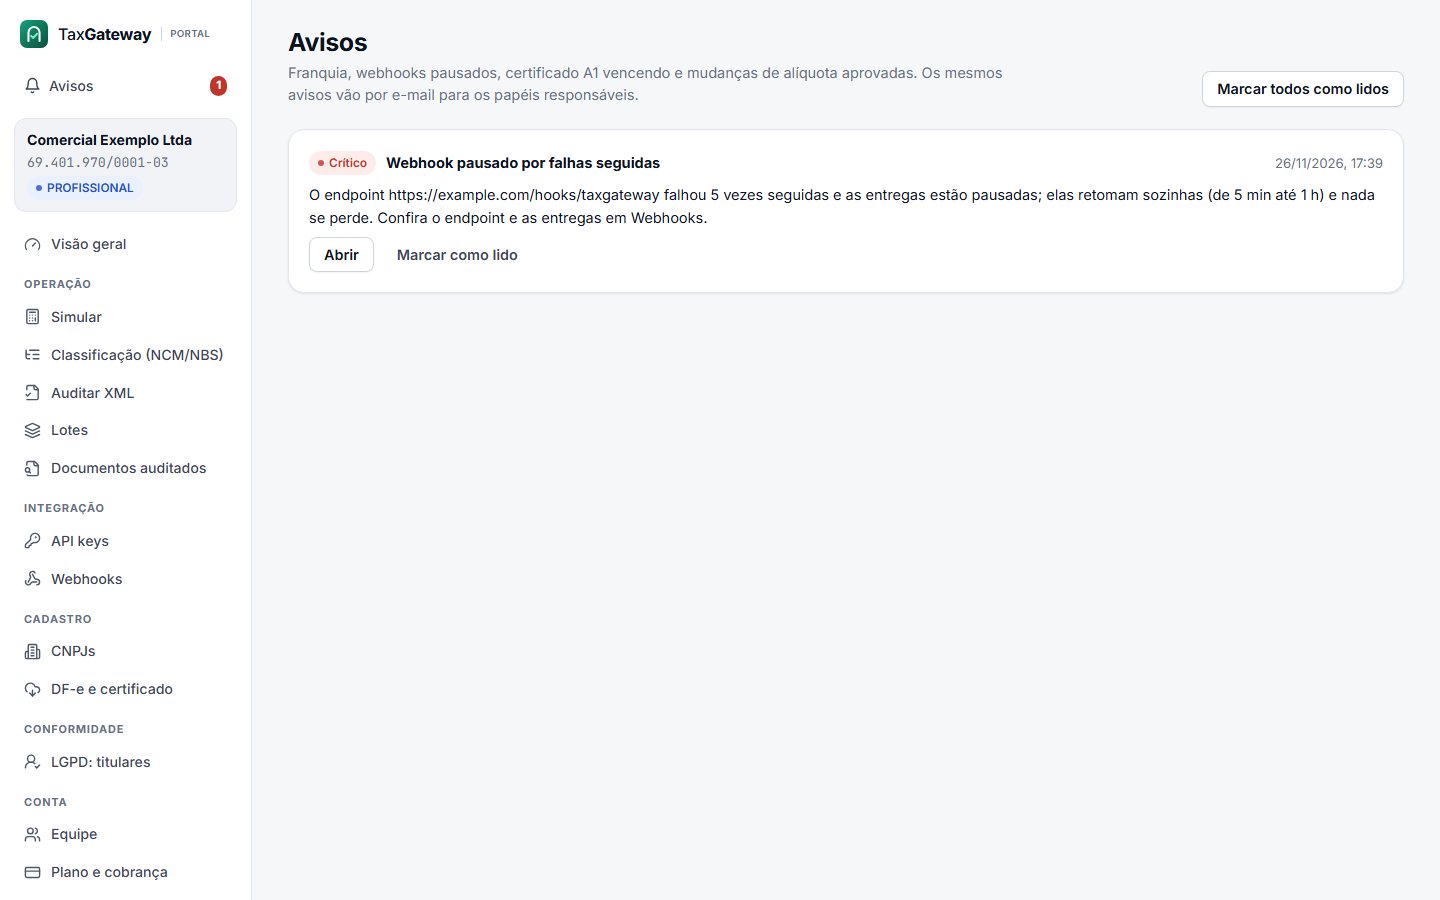 TaxGateway PORTAL
Avisos 1
Comercial Exemplo Ltda
69.401.970/0001-03
PROFISSIONAL
Visão geral
OPERAÇÃO
Simular
Classificação (NCM/NBS)
Auditar XML
Lotes
Documentos auditados
INTEGRAÇÃO
API keys
Webhooks
CADASTRO
CNPJs
DF-e e certificado
CONFORMIDADE
LGPD: titulares
CONTA
Equipe
Plano e cobrança
Avisos
Franquia, webhooks pausados, certificado A1 vencendo e mudanças de alíquota aprovadas. Os mesmos
avisos vão por e-mail para os papéis responsáveis.
Marcar todos como lidos
Crítico Webhook pausado por falhas seguidas 26/11/2026, 17:39
O endpoint https://example.com/hooks/taxgateway falhou 5 vezes seguidas e as entregas estão pausadas; elas retomam sozinhas (de 5 min até 1 h) e nada
se perde. Confira o endpoint e as entregas em Webhooks.
Abrir Marcar como lido